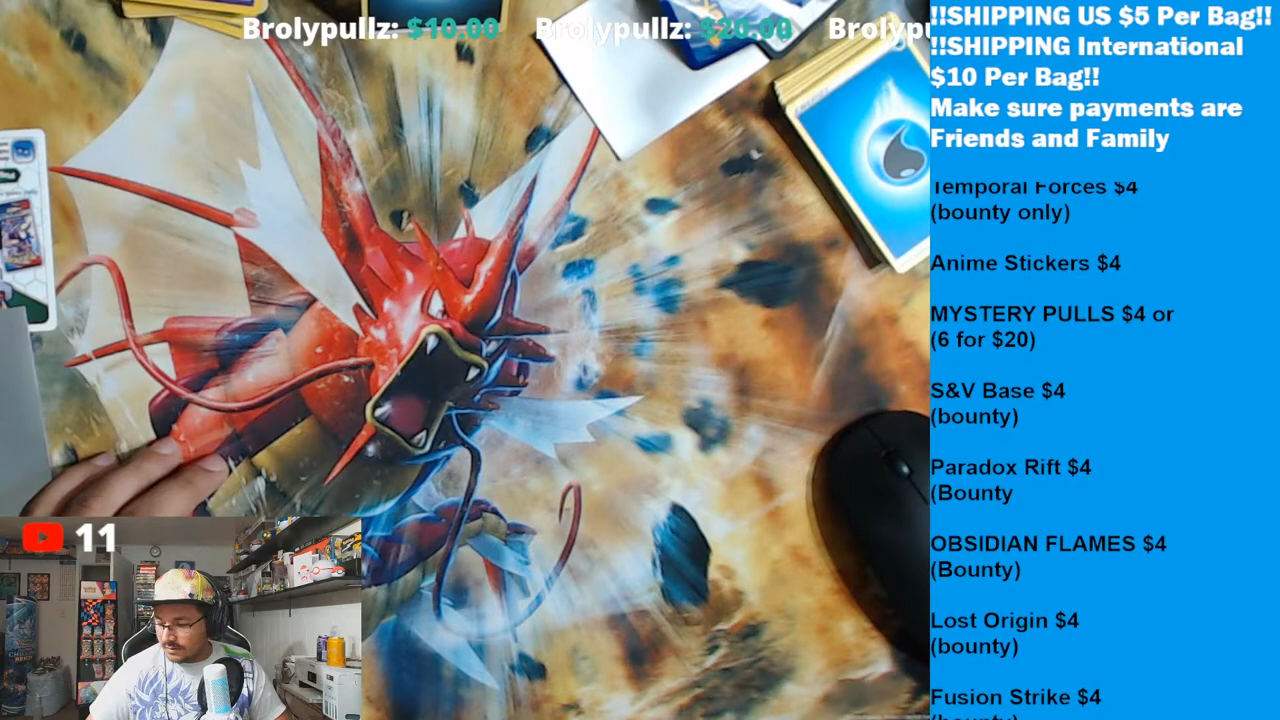 Brolypullz: $10.00 Brolypullz: $20.00
!!SHIPPING US $5 Per Bag!!
!!SHIPPING International
$10 Per Bag!!
Make sure payments are
Friends and Family
Temporal Forces $4
(bounty only)
Anime Stickers $4
MYSTERY PULLS $4 or
(6 for $20)
S&V Base $4
(bounty)
Paradox Rift $4
(Bounty
OBSIDIAN FLAMES $4
(Bounty)
Lost Origin $4
(bounty)
Fusion Strike $4
11